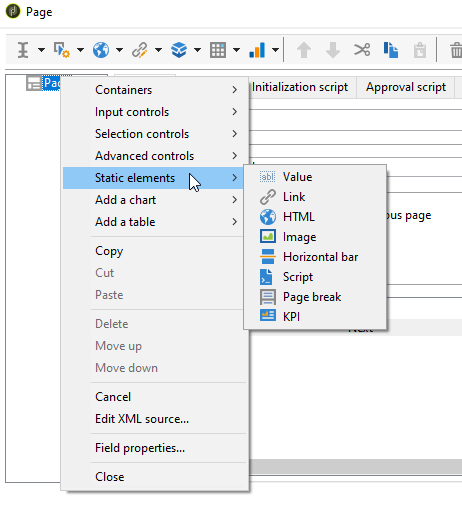 Page
Pa
Initialization script
Approval script
Containers
Input controls
Selection controls
Advanced controls
Static elements
Add a chart
Add a table
Copy
Cut
Paste
Delete
Move up
Move down
Cancel
Edit XML source...
Field properties...
Close
Value
Link
HTML
Image
Horizontal bar
Script
Page break
KPI
ous page
Next